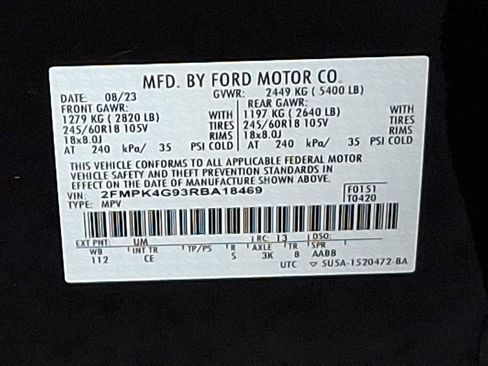 MFD. BY FORD MOTOR CO.
DATE: 08/23 GVWR: 2449 KG ( 5400 LB)
FRONT GAWR: REAR GAWR:
1279 KG ( 2820 LB) WITH 1197 KG ( 2640 LB) WITH
245/60R18 105V TIRES 245/60R18 105V TIRES
18x8.0J RIMS 18x8.0J RIMS
AT 240 kPa/ 35 PSI COLD AT 240 kPa/ 35 PSI COLD
THIS VEHICLE CONFORMS TO ALL APPLICABLE FEDERAL MOTOR
VEHICLE SAFETY AND THEFT PREVENTION STANDARDS IN
EFFECT ON THE DATE OF MANUFACTURE SHOWN ABOVE.
VIN: 2FMPK4G93RBA18469 F0151
TYPE: MPV T0420
EXT PNT: UM RC: 13 DSO:
WB INT TR TP/PS R AXLE TR SPR
112 CE S 3K 8 AABB
UTC ▽ 5U5A-1520472-BA